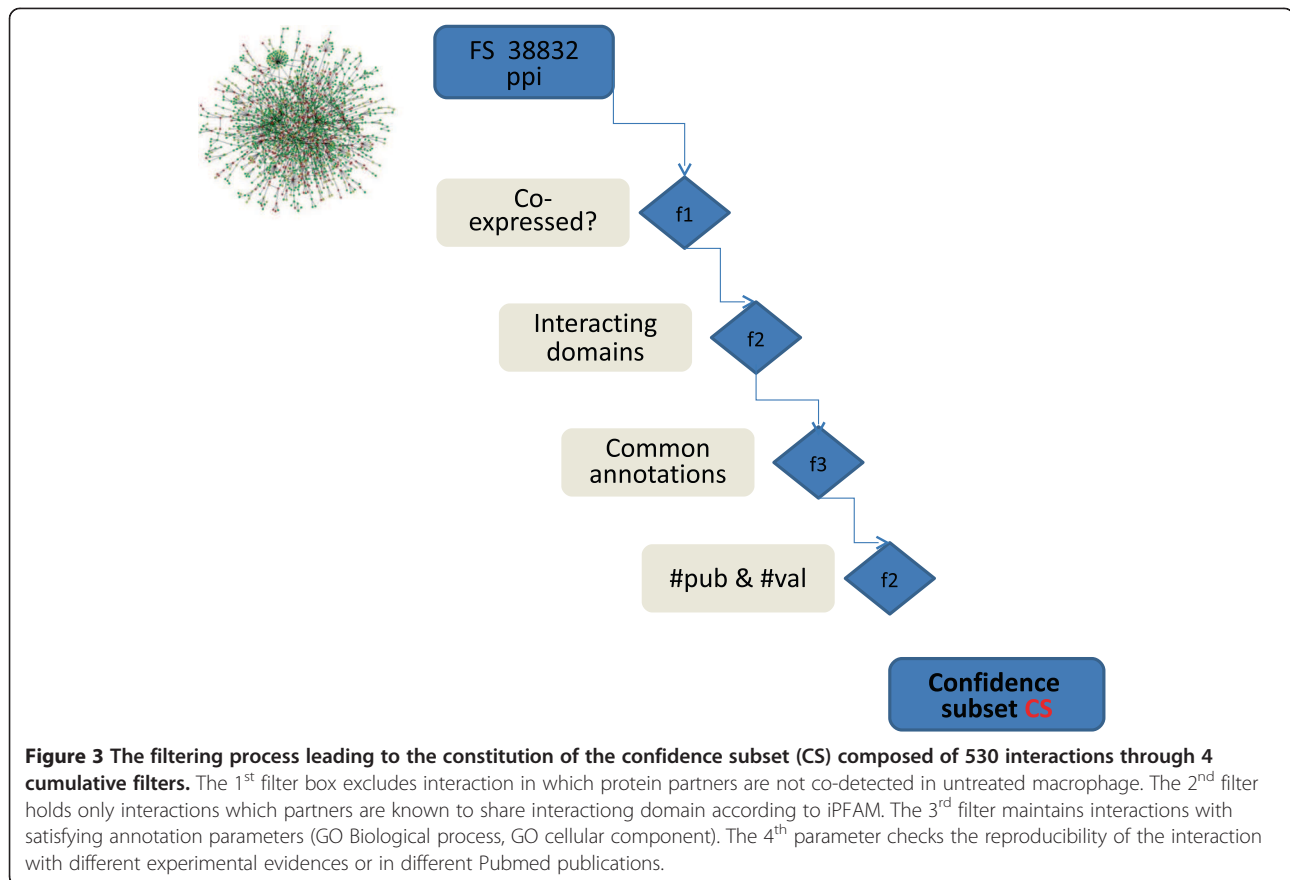 FS 38832
ppi
Co-
expressed?
f1
Interacting
domains
f2
Common
annotations
f3
#pub & #val
f2
Confidence
subset CS
Figure 3 The filtering process leading to the constitution of the confidence subset (CS) composed of 530 interactions through 4
cumulative filters. The 1st filter box excludes interaction in which protein partners are not co-detected in untreated macrophage. The 2nd filter
holds only interactions which partners are known to share interactiong domain according to iPFAM. The 3rd filter maintains interactions with
satisfying annotation parameters (GO Biological process, GO cellular component). The 4th parameter checks the reproducibility of the interaction
with different experimental evidences or in different Pubmed publications.